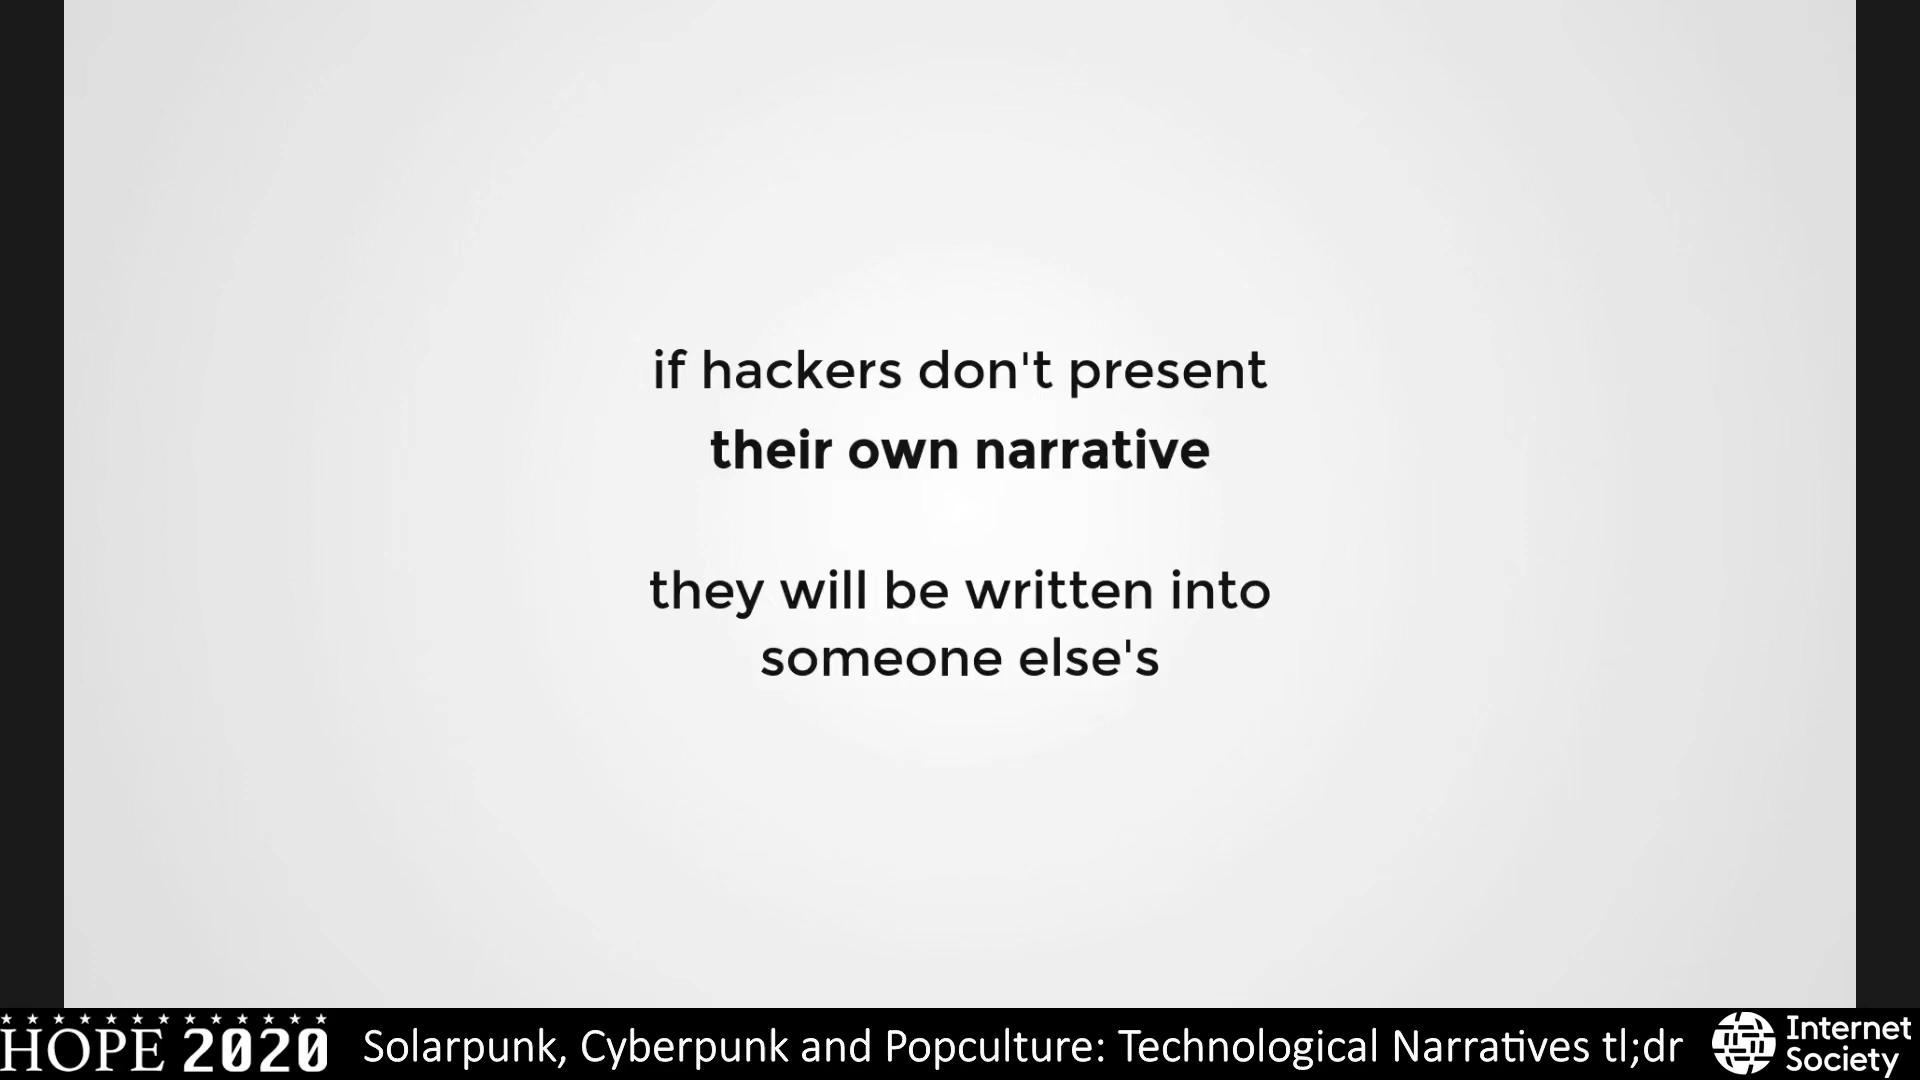 if hackers don't present
their own narrative
they will be written into
someone else's
HOPE 2020
Solarpunk, Cyberpunk and Popculture: Technological Narratives tl;dr
Internet
Society